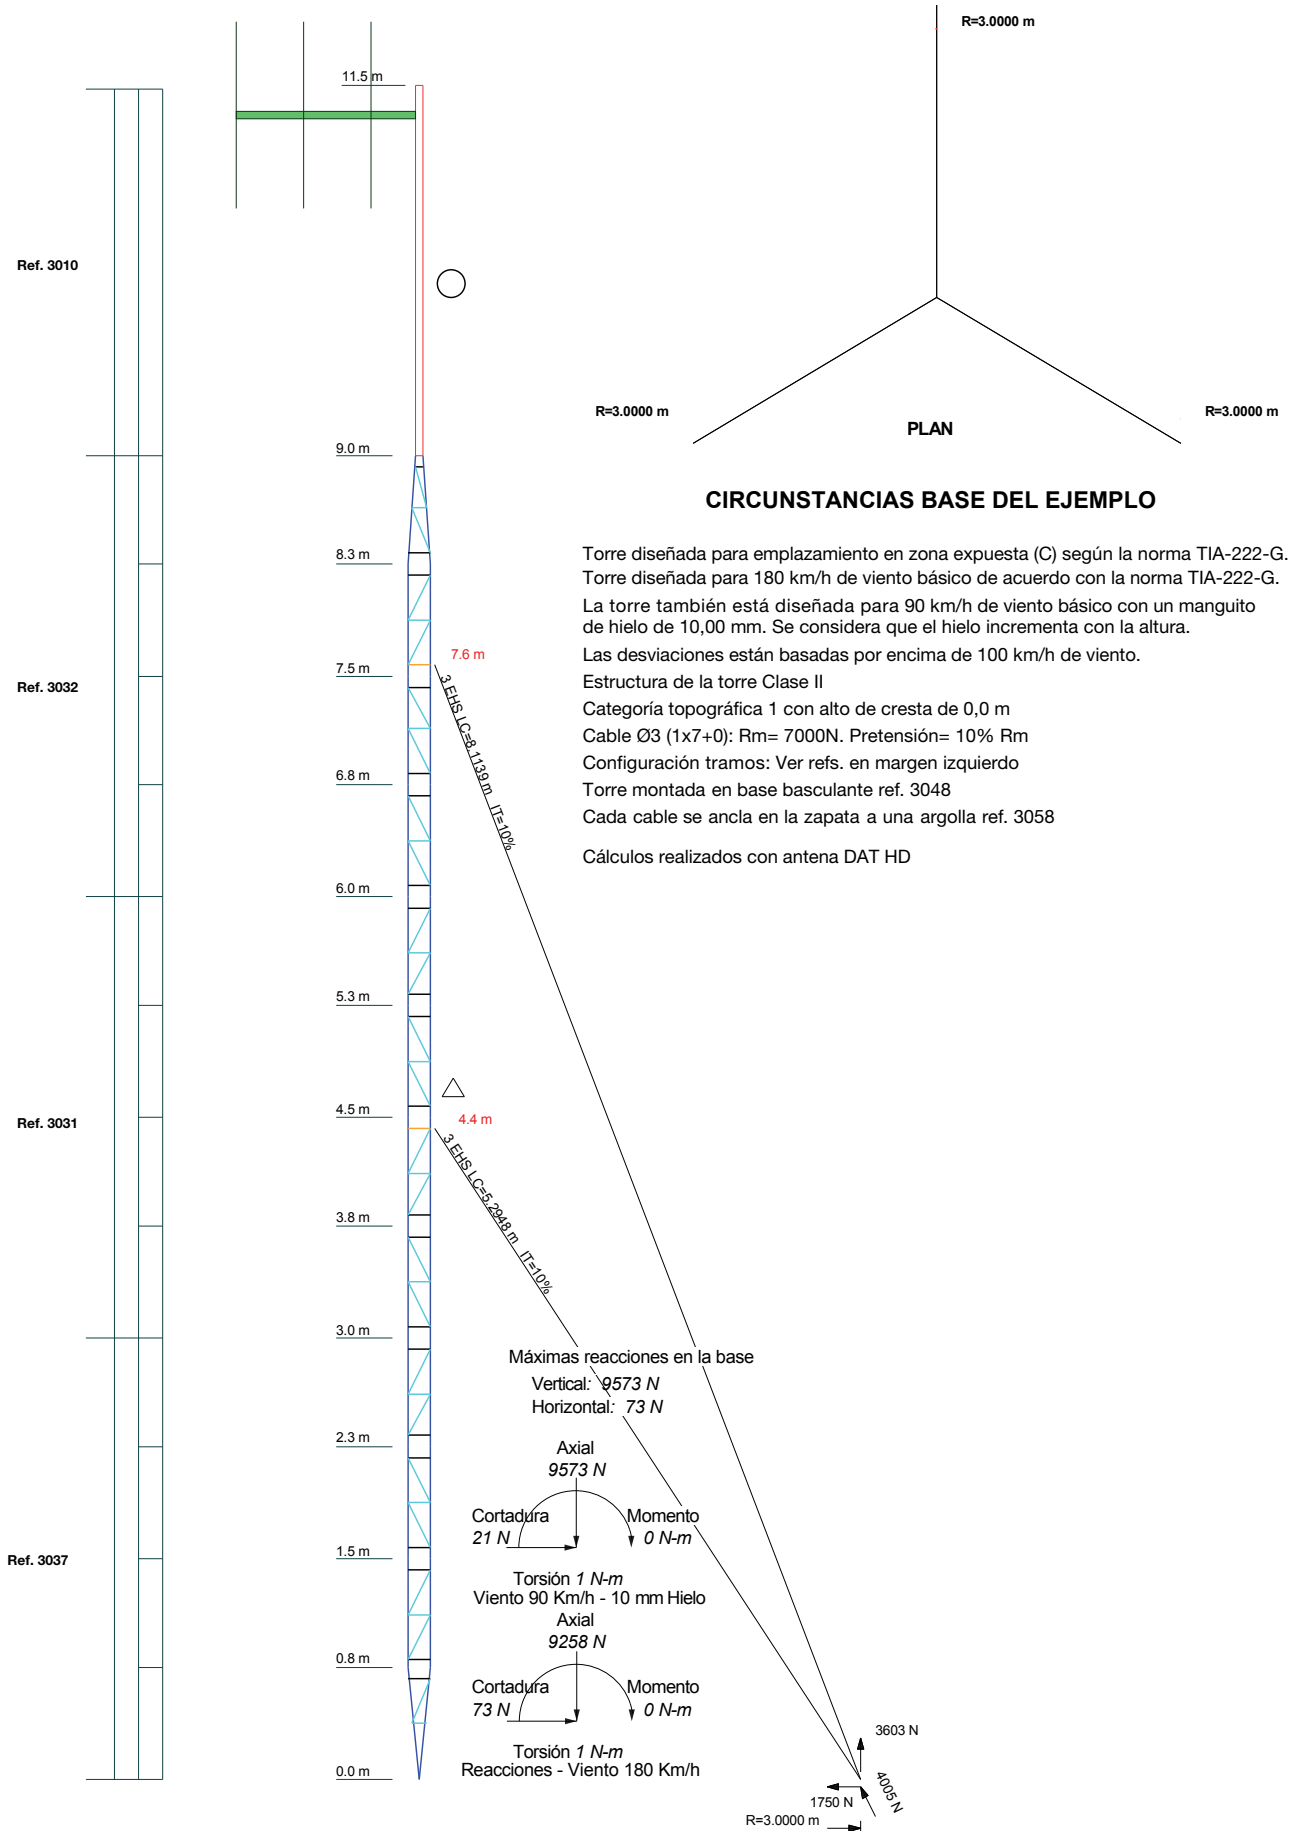 R=3.0000 m
11.5 m
Ref. 3010
R=3.0000 m
R=3.0000 m
PLAN
9.0 m
CIRCUNSTANCIAS BASE DEL EJEMPLO
8.3 m
Torre diseñada para emplazamiento en zona expuesta (C) según la norma TIA-222-G.
Torre diseñada para 180 km/h de viento básico de acuerdo con la norma TIA-222-G.
La torre también está diseñada para 90 km/h de viento básico con un manguito
de hielo de 10,00 mm. Se considera que el hielo incrementa con la altura.
Las desviaciones están basadas por encima de 100 km/h de viento.
Estructura de la torre Clase II
Categoría topográfica 1 con alto de cresta de 0,0 m
Cable Ø3 (1x7+0): Rm= 7000N. Pretensión= 10% Rm
Configuración tramos: Ver refs. en margen izquierdo
Torre montada en base basculante ref. 3048
Cada cable se ancla en la zapata a una argolla ref. 3058
Cálculos realizados con antena DAT HD
7.6 m
7.5 m
Ref. 3032
3 EHS LC=8.1139 m IT=10%
6.8 m
6.0 m
5.3 m
4.5 m
4.4 m
Ref. 3031
3 EHS LC=5.2948 m IT=10%
3.8 m
3.0 m
Máximas reacciones en la base
Vertical: 9573 N
Horizontal: 73 N
2.3 m
Axial
9573 N
Cortadura
21 N
Momento
0 N-m
1.5 m
Ref. 3037
Torsión 1 N-m
Viento 90 Km/h - 10 mm Hielo
Axial
9258 N
0.8 m
Cortadura
73 N
Momento
0 N-m
Torsión 1 N-m
Reacciones - Viento 180 Km/h
0.0 m
3603 N
4005 N
1750 N
R=3.0000 m